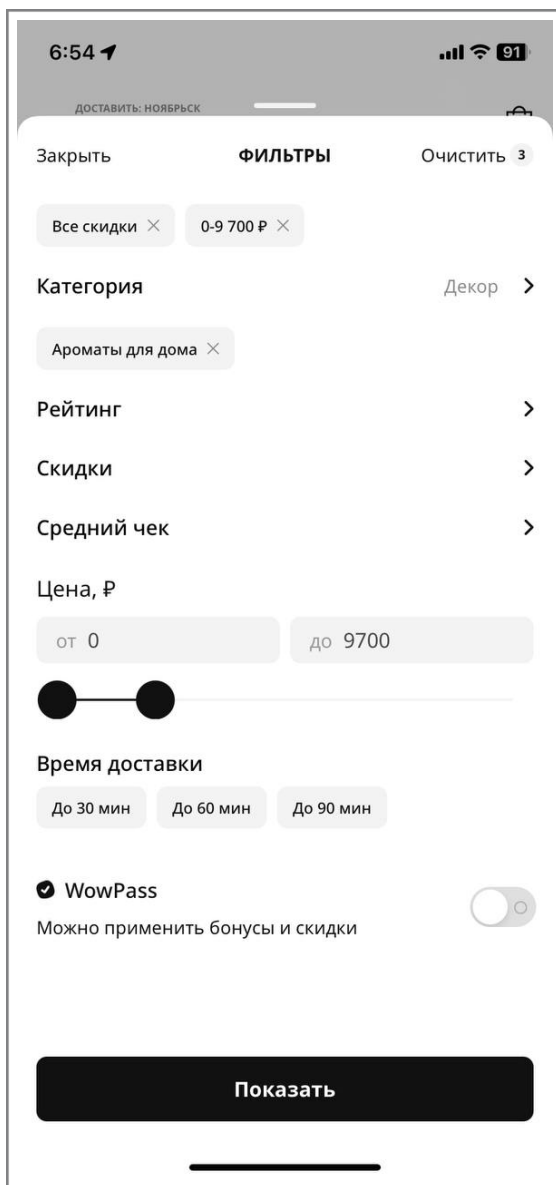 6:54
91
ДОСТАВИТЬ: НОЯБРЬСК
Закрыть ФИЛЬТРЫ Очистить 3
Все скидки 0-9 700 ₽
Категория Декор
Ароматы для дома
Рейтинг
Скидки
Средний чек
Цена, ₽
от 0 до 9700
Время доставки
До 30 мин До 60 мин До 90 мин
WowPass
Можно применить бонусы и скидки
Показать